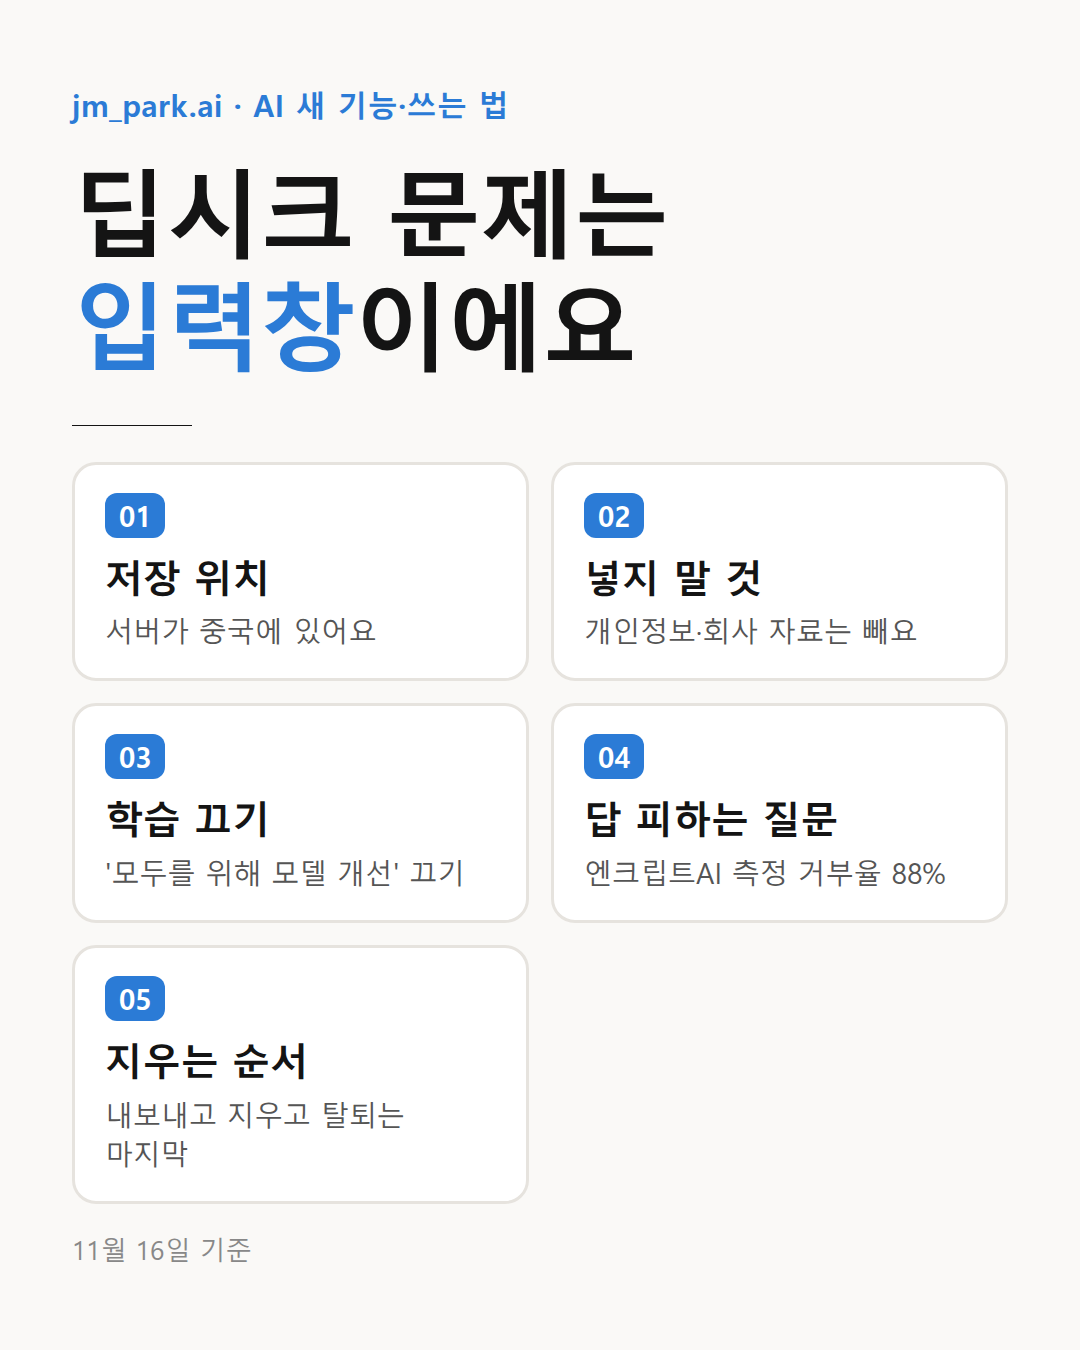 jm_park.ai · AI 새 기능·쓰는 법
딥시크 문제는
입력창이에요
01
저장 위치
서버가 중국에 있어요
02
넣지 말 것
개인정보·회사 자료는 빼요
03
학습 끄기
'모두를 위해 모델 개선' 끄기
04
답 피하는 질문
엔크립트AI 측정 거부율 88%
05
지우는 순서
내보내고 지우고 탈퇴는
마지막
11월 16일 기준